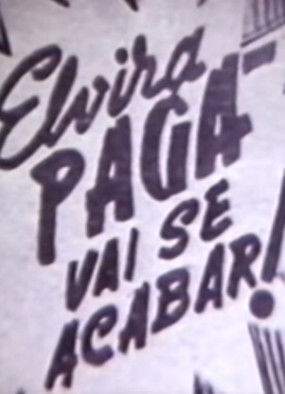 Elvira
PAGÃ
VAI SE
ACABAR!